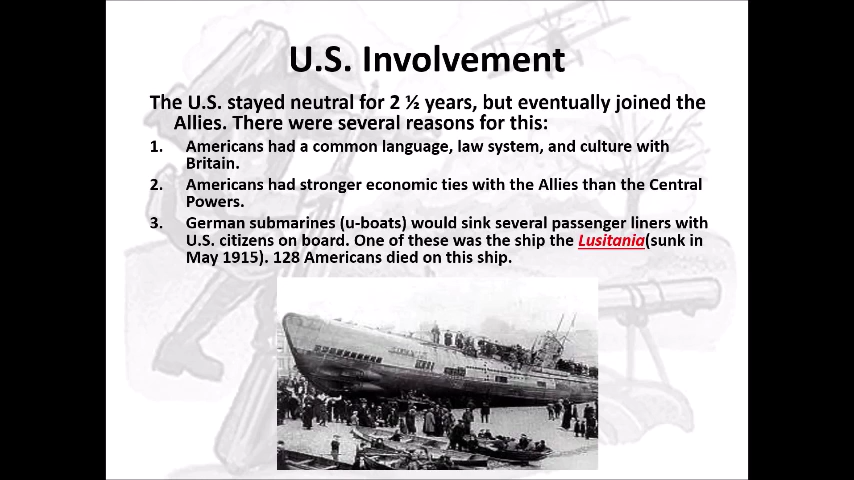 U.S. Involvement
The U.S. stayed neutral for 2 ½ years, but eventually joined the
Allies. There were several reasons for this:
1. Americans had a common language, law system, and culture with
Britain.
2. Americans had stronger economic ties with the Allies than the Central
Powers.
3. German submarines (u-boats) would sink several passenger liners with
U.S. citizens on board. One of these was the ship the Lusitania(sunk in
May 1915). 128 Americans died on this ship.